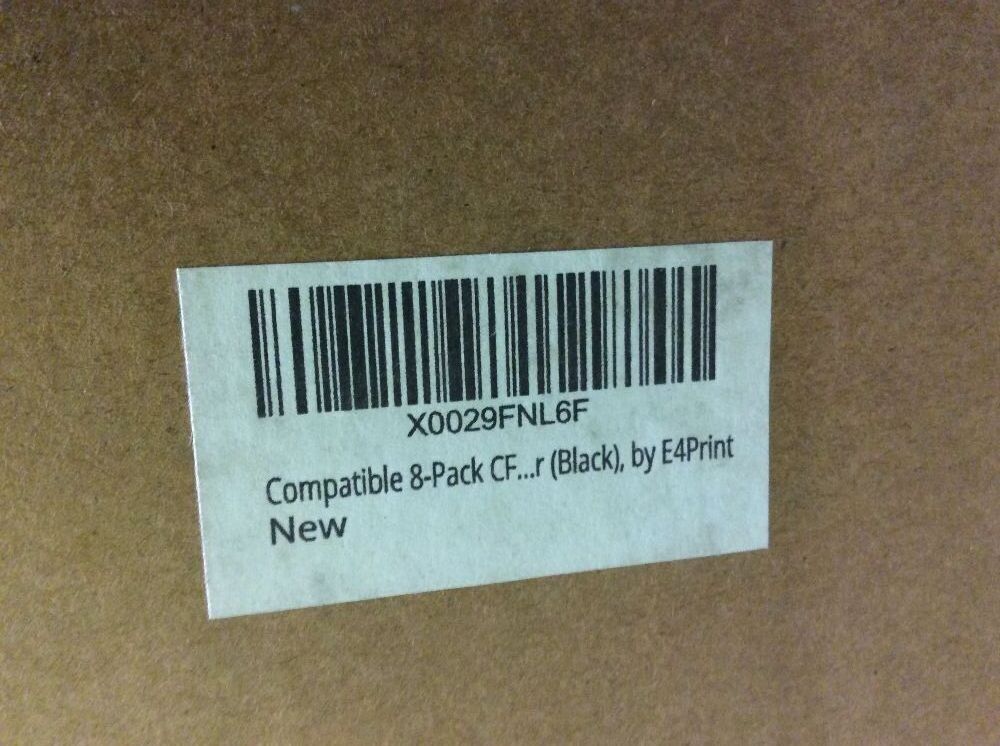 X0029FNL6F
Compatible 8-Pack CF...r (Black), by E4Print
New